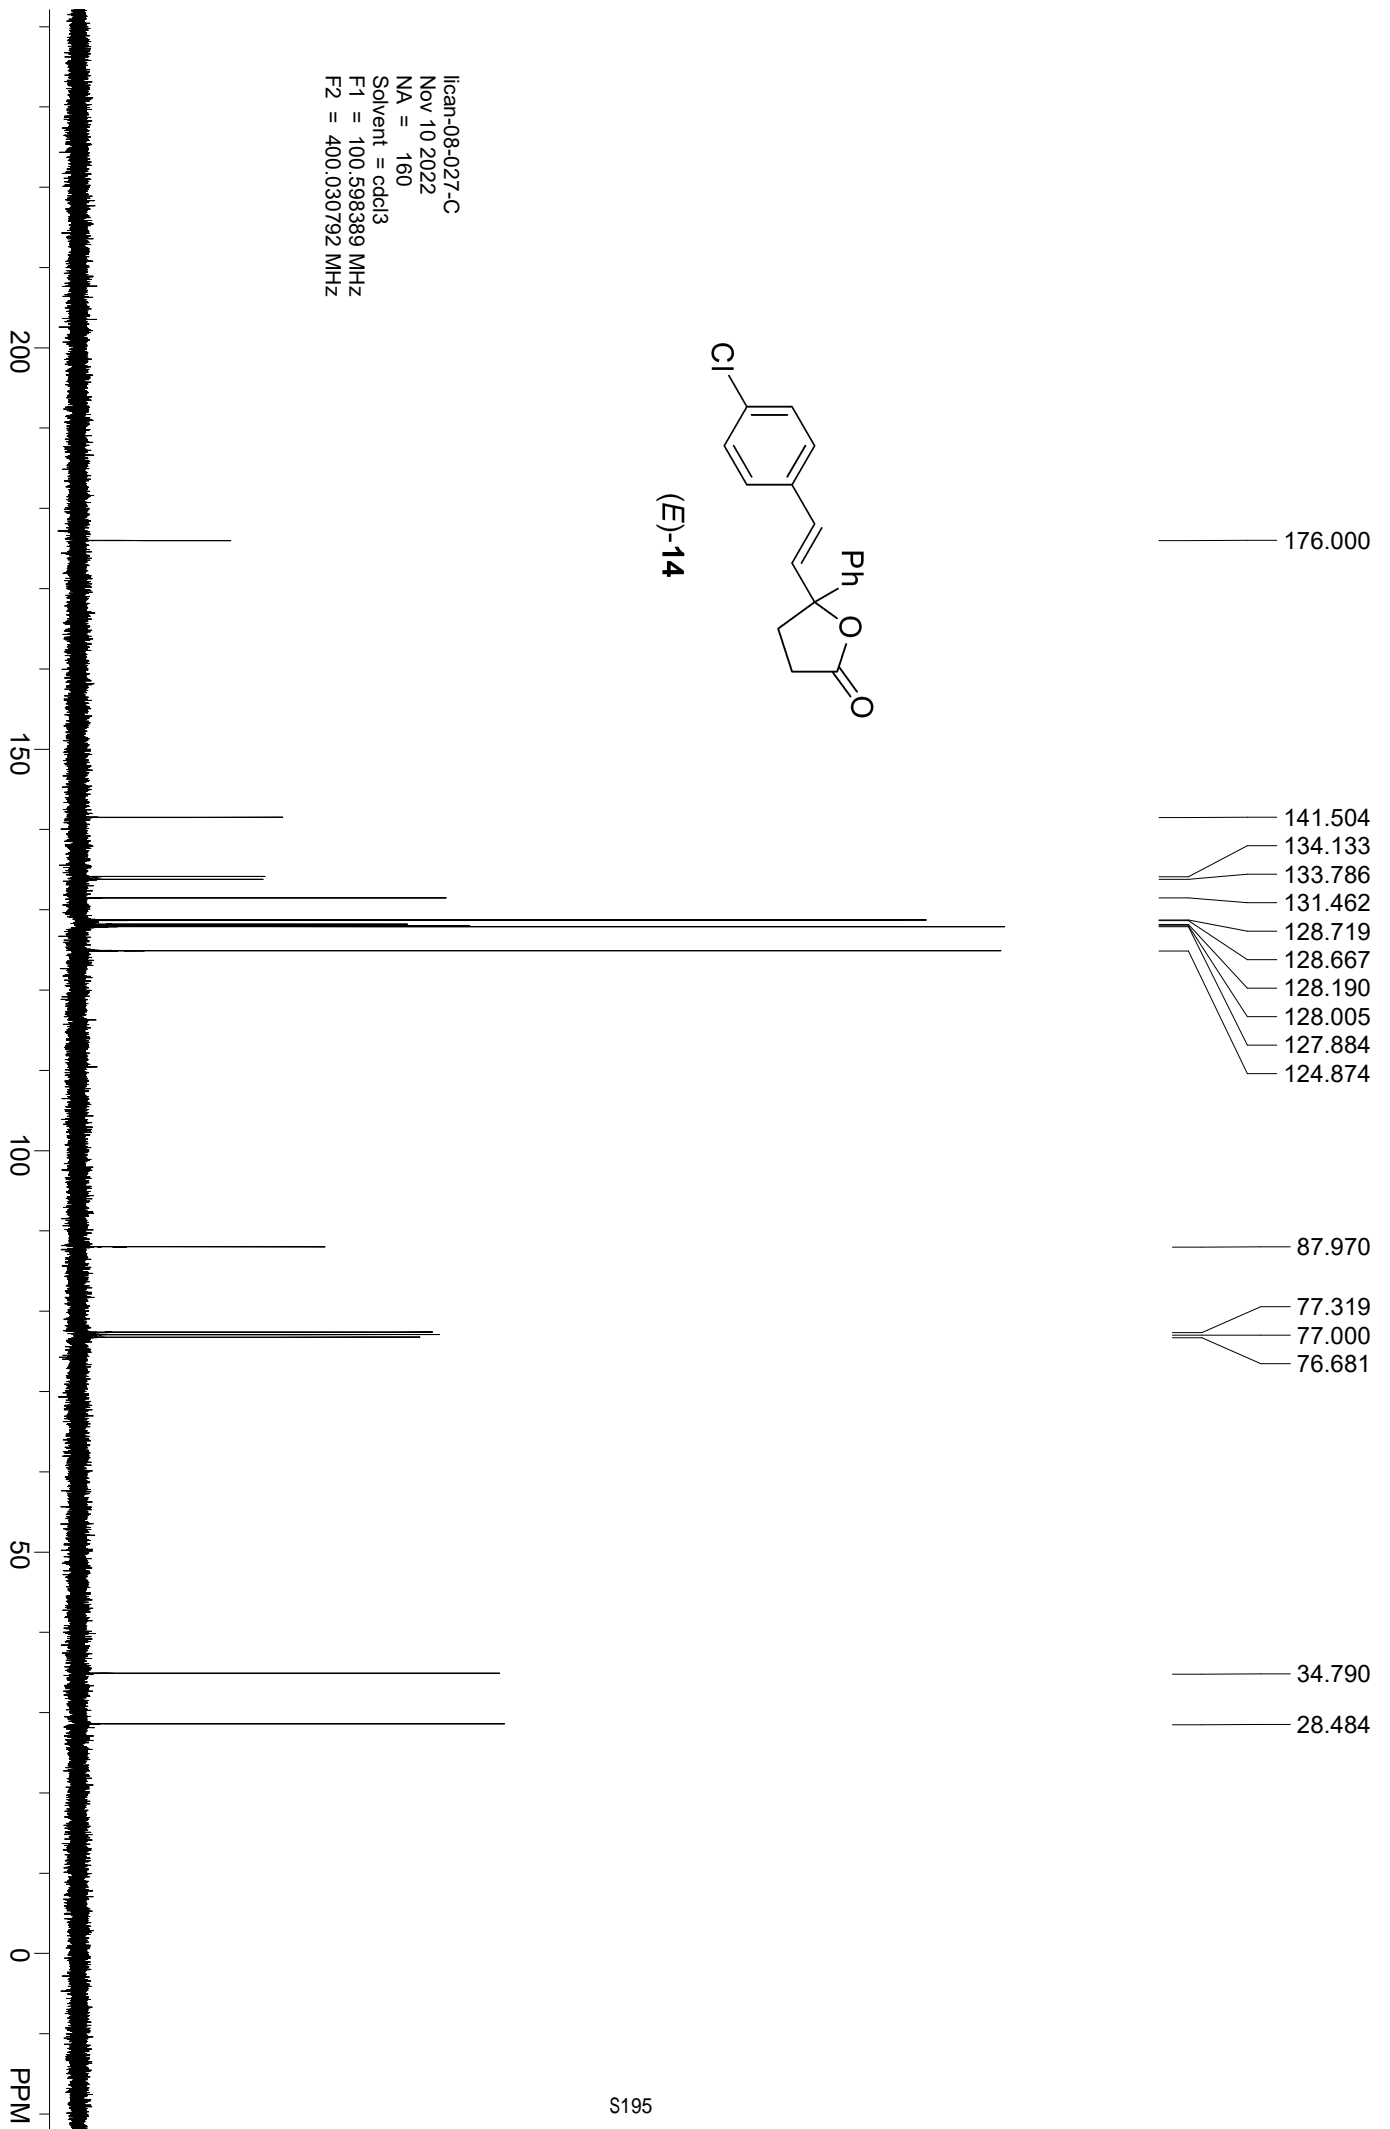 lican-08-027-C
Nov 10 2022
NA = 160
Solvent = cdcl3
F1 = 100.598389 MHz
F2 = 400.030792 MHz
Cl
Ph
O
O
(E)-14
176.000
141.504
134.133
133.786
131.462
128.719
128.667
128.190
128.005
127.884
124.874
87.970
77.319
77.000
76.681
34.790
28.484
200
150
100
50
0
PPM
S195